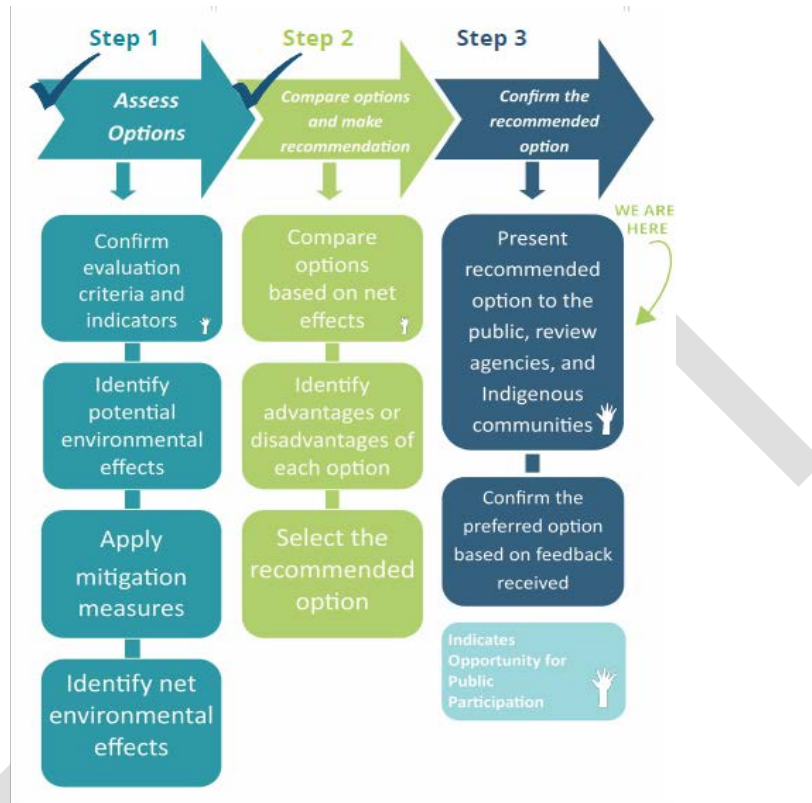 Step 1
Assess
Options
Confirm
evaluation
criteria and
indicators
Identify
potential
environmental
effects
Apply
mitigation
measures
Identify net
environmental
effects
Step 2
Compare options
and make
recommendation
Compare
options
based on net
effects
Identify
advantages or
disadvantages of
each option
Select the
recommended
option
Step 3
Confirm the
recommended
option
WE ARE
HERE
Present
recommended
option to the
public, review
agencies, and
Indigenous
communities
Confirm the
preferred option
based on feedback
received
Indicates
Opportunity for
Public
Participation